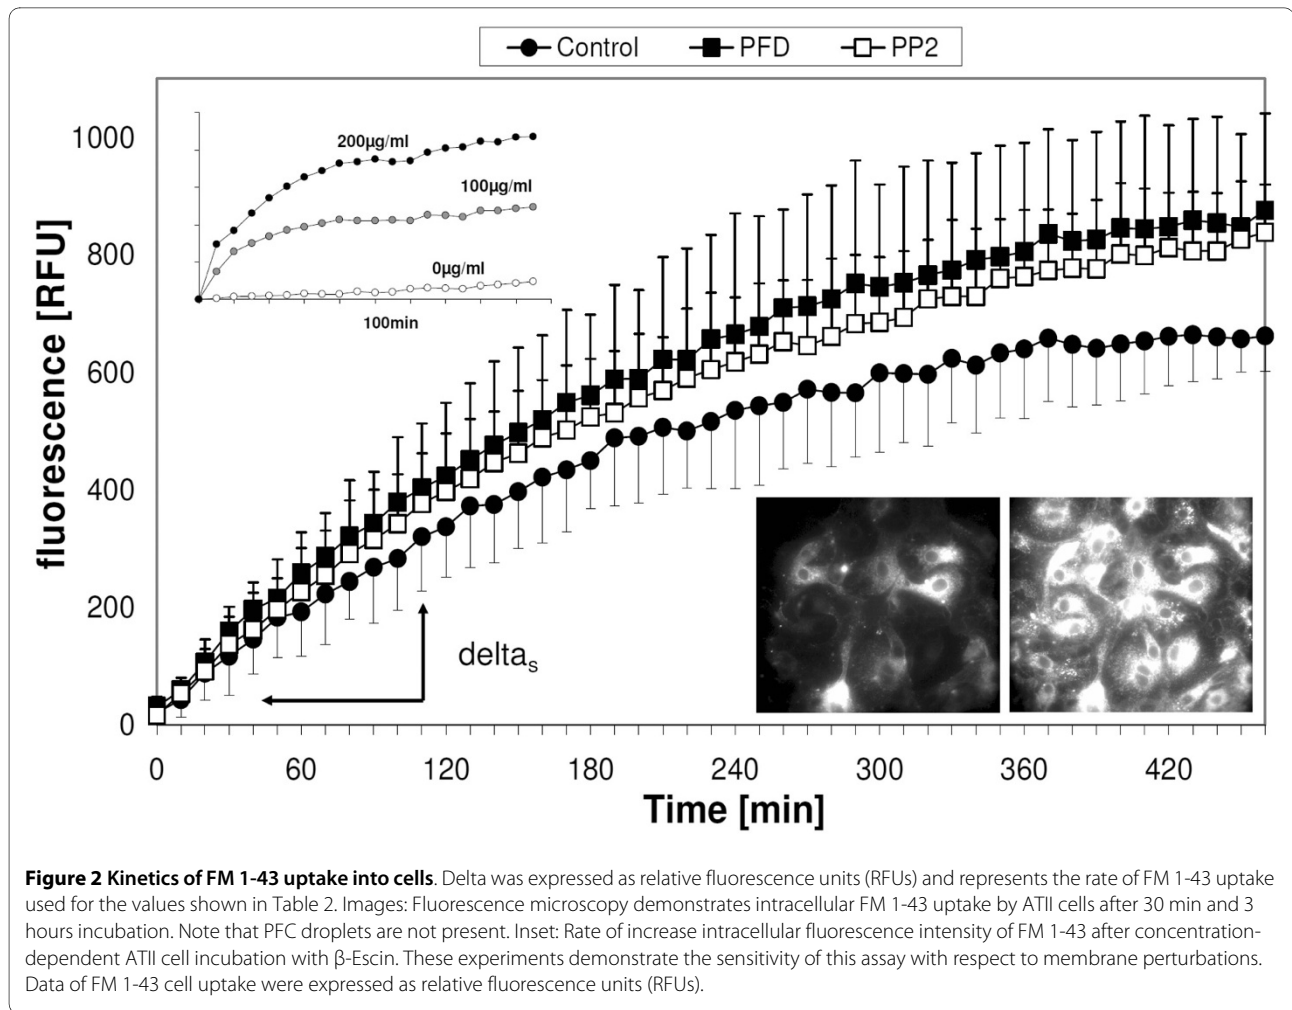 Control PFD PP2
1000
800
600
400
200
0
fluorescence [RFU]
200µg/ml
100µg/ml
0µg/ml
100min
deltas
0 60 120 180 240 300 360 420
Time [min]
Figure 2 Kinetics of FM 1-43 uptake into cells. Delta was expressed as relative fluorescence units (RFUs) and represents the rate of FM 1-43 uptake
used for the values shown in Table 2. Images: Fluorescence microscopy demonstrates intracellular FM 1-43 uptake by ATII cells after 30 min and 3
hours incubation. Note that PFC droplets are not present. Inset: Rate of increase intracellular fluorescence intensity of FM 1-43 after concentration-
dependent ATII cell incubation with β-Escin. These experiments demonstrate the sensitivity of this assay with respect to membrane perturbations.
Data of FM 1-43 cell uptake were expressed as relative fluorescence units (RFUs).